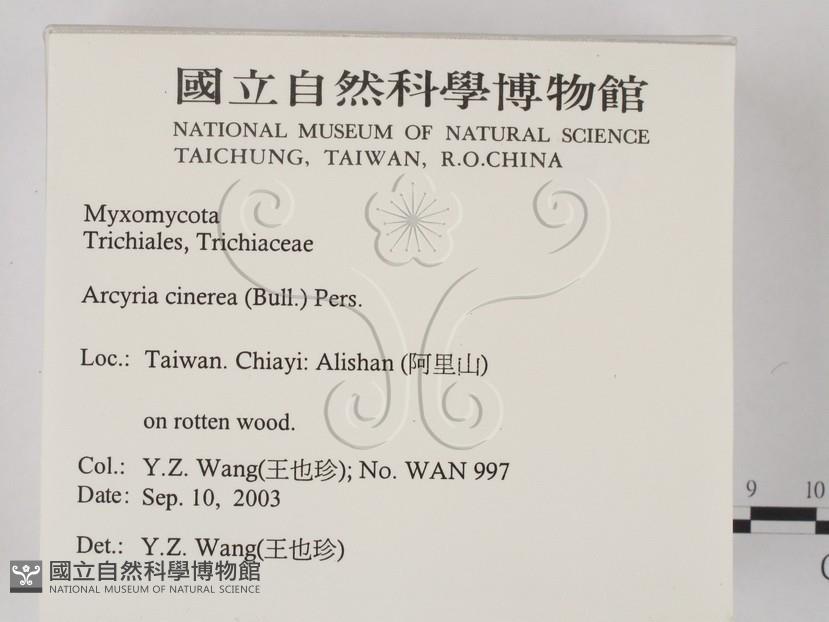 國立自然科學博物館
NATIONAL MUSEUM OF NATURAL SCIENCE
TAICHUNG, TAIWAN, R.O.CHINA
Myxomycota
Trichiales, Trichiaceae
Arcyria cinerea (Bull.) Pers.
Loc.: Taiwan. Chiayi: Alishan (阿里山)
on rotten wood.
Col.: Y.Z. Wang(王也珍); No. WAN 997
Date: Sep. 10, 2003
Det.: Y.Z. Wang(王也珍)
9 10
國立自然科學博物館
NATIONAL MUSEUM OF NATURAL SCIENCE